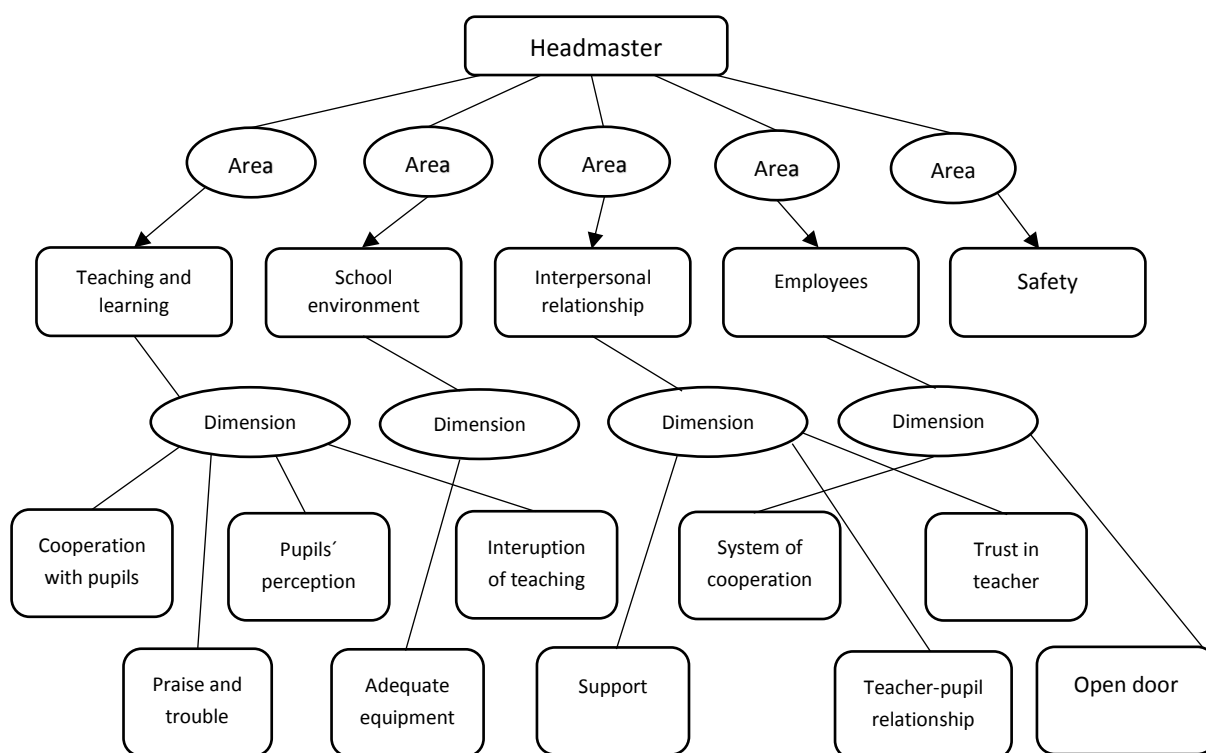 Headmaster
Area
Area
Area
Area
Area
Teaching and
learning
School
environment
Interpersonal
relationship
Employees
Safety
Dimension
Dimension
Dimension
Dimension
Cooperation
with pupils
Pupils´
perception
Interuption
of teaching
System of
cooperation
Trust in
teacher
Praise and
trouble
Adequate
equipment
Support
Teacher-pupil
relationship
Open door